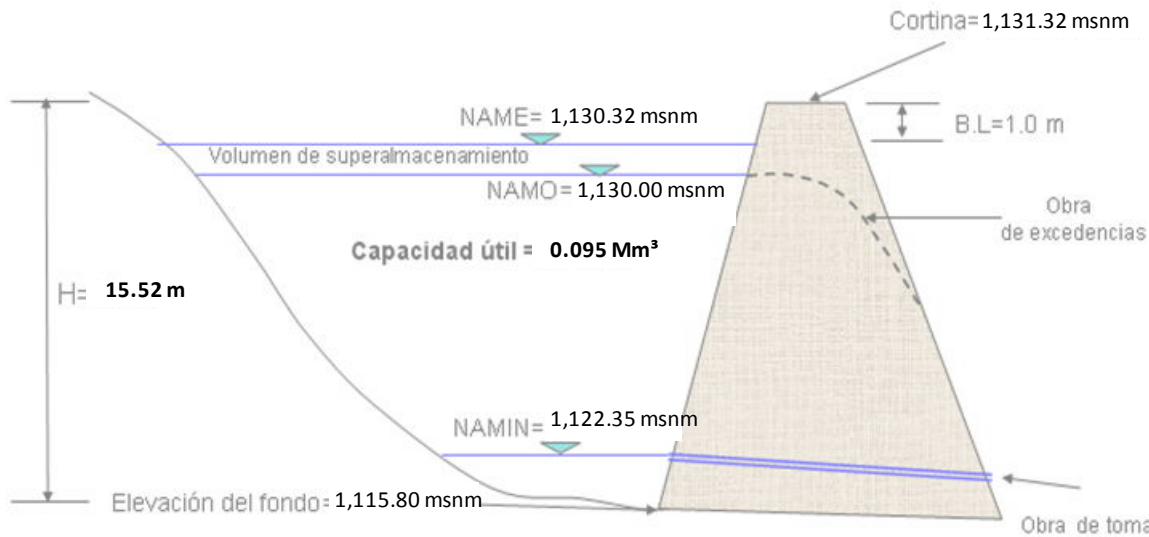 Cortina= 1,131.32 msnm
NAME= 1,130.32 msnm
B.L=1.0 m
Volumen de superalmacenamiento
NAMO= 1,130.00 msnm
Obra
de excedencias
Capacidad útil = 0.095 Mm³
H= 15.52 m
NAMIN= 1,122.35 msnm
Elevación del fondo= 1,115.80 msnm
Obra de toma